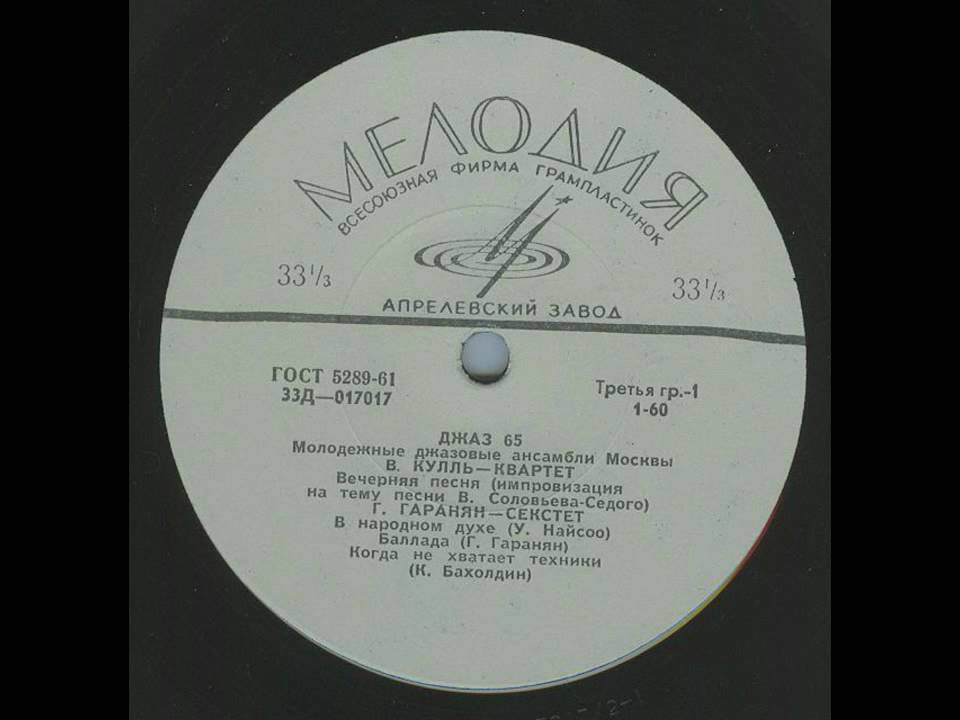 МЕЛОДИЯ
ВСЕСОЮЗНАЯ ФИРМА ГРАМПЛАСТИНОК
33⅓
33⅓
АПРЕЛЕВСКИЙ ЗАВОД
ГОСТ 5289-61
33Д—017017
Третья гр.-1
1-60
ДЖАЗ 65
Молодежные джазовые ансамбли Москвы
В. КУЛЛЬ—КВАРТЕТ
Вечерняя песня (импровизация
на тему песни В. Соловьева-Седого)
Г. ГАРАНЯН—СЕКСТЕТ
В народном духе (У. Найсоо)
Баллада (Г. Гаранян)
Когда не хватает техники
(К. Бахолдин)